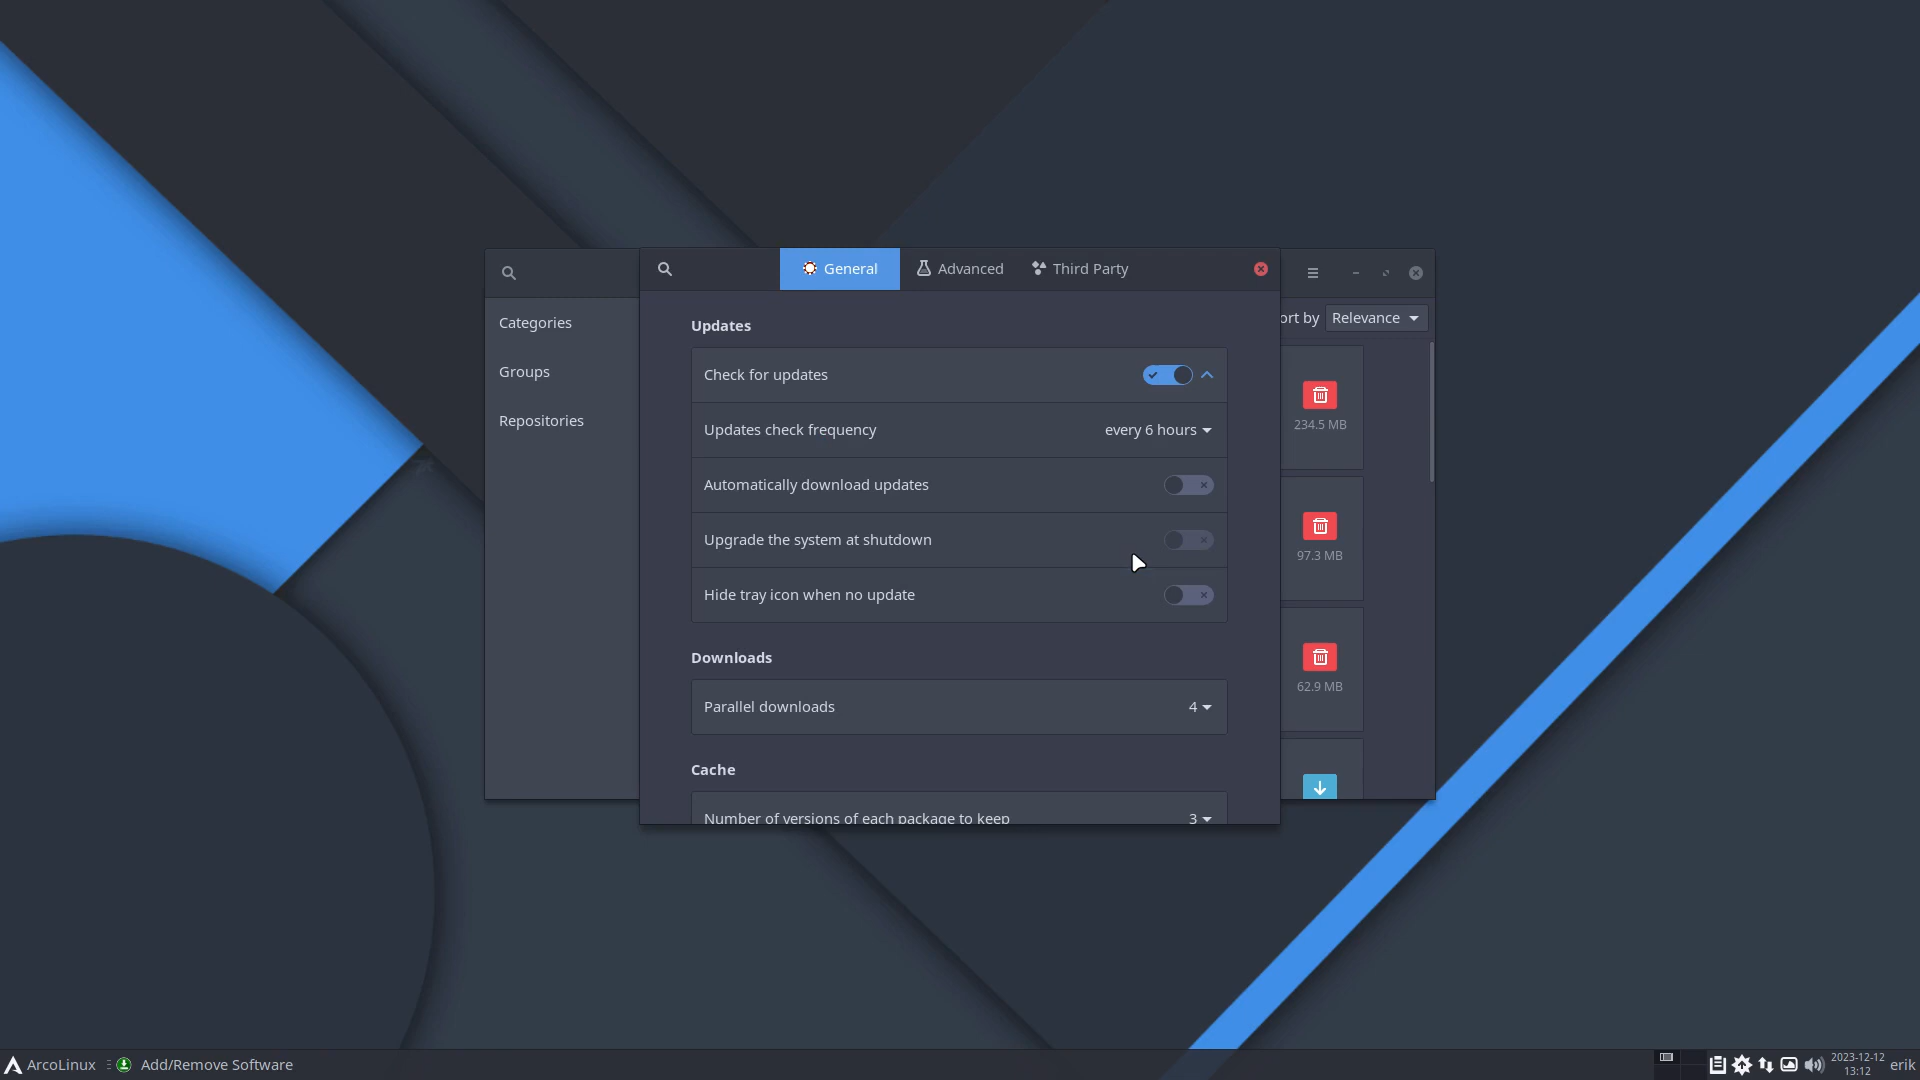 General
Advanced
Third Party
Categories
Groups
Repositories
Updates
Check for updates
Updates check frequency
every 6 hours
Automatically download updates
Upgrade the system at shutdown
Hide tray icon when no update
Downloads
Parallel downloads
4
Cache
Number of versions of each package to keep
3
ort by
Relevance
234.5 MB
97.3 MB
62.9 MB
ArcoLinux
Add/Remove Software
2023-12-12
13:12
erik